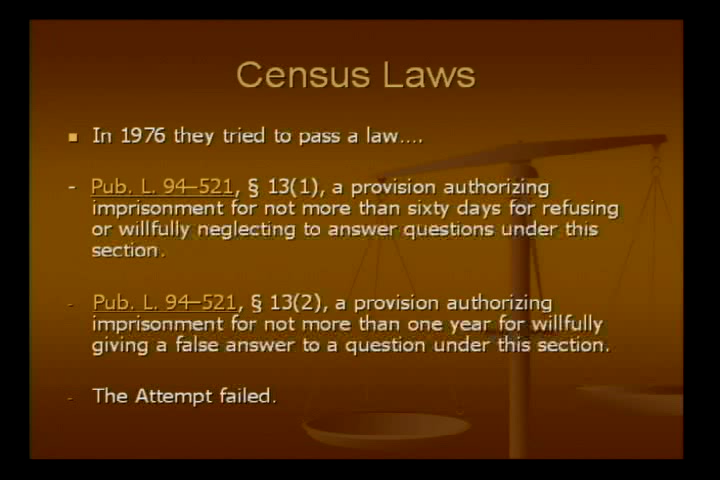 Census Laws
In 1976 they tried to pass a law….
- Pub. L. 94–521, § 13(1), a provision authorizing
imprisonment for not more than sixty days for refusing
or willfully neglecting to answer questions under this
section.
- Pub. L. 94–521, § 13(2), a provision authorizing
imprisonment for not more than one year for willfully
giving a false answer to a question under this section.
- The Attempt failed.